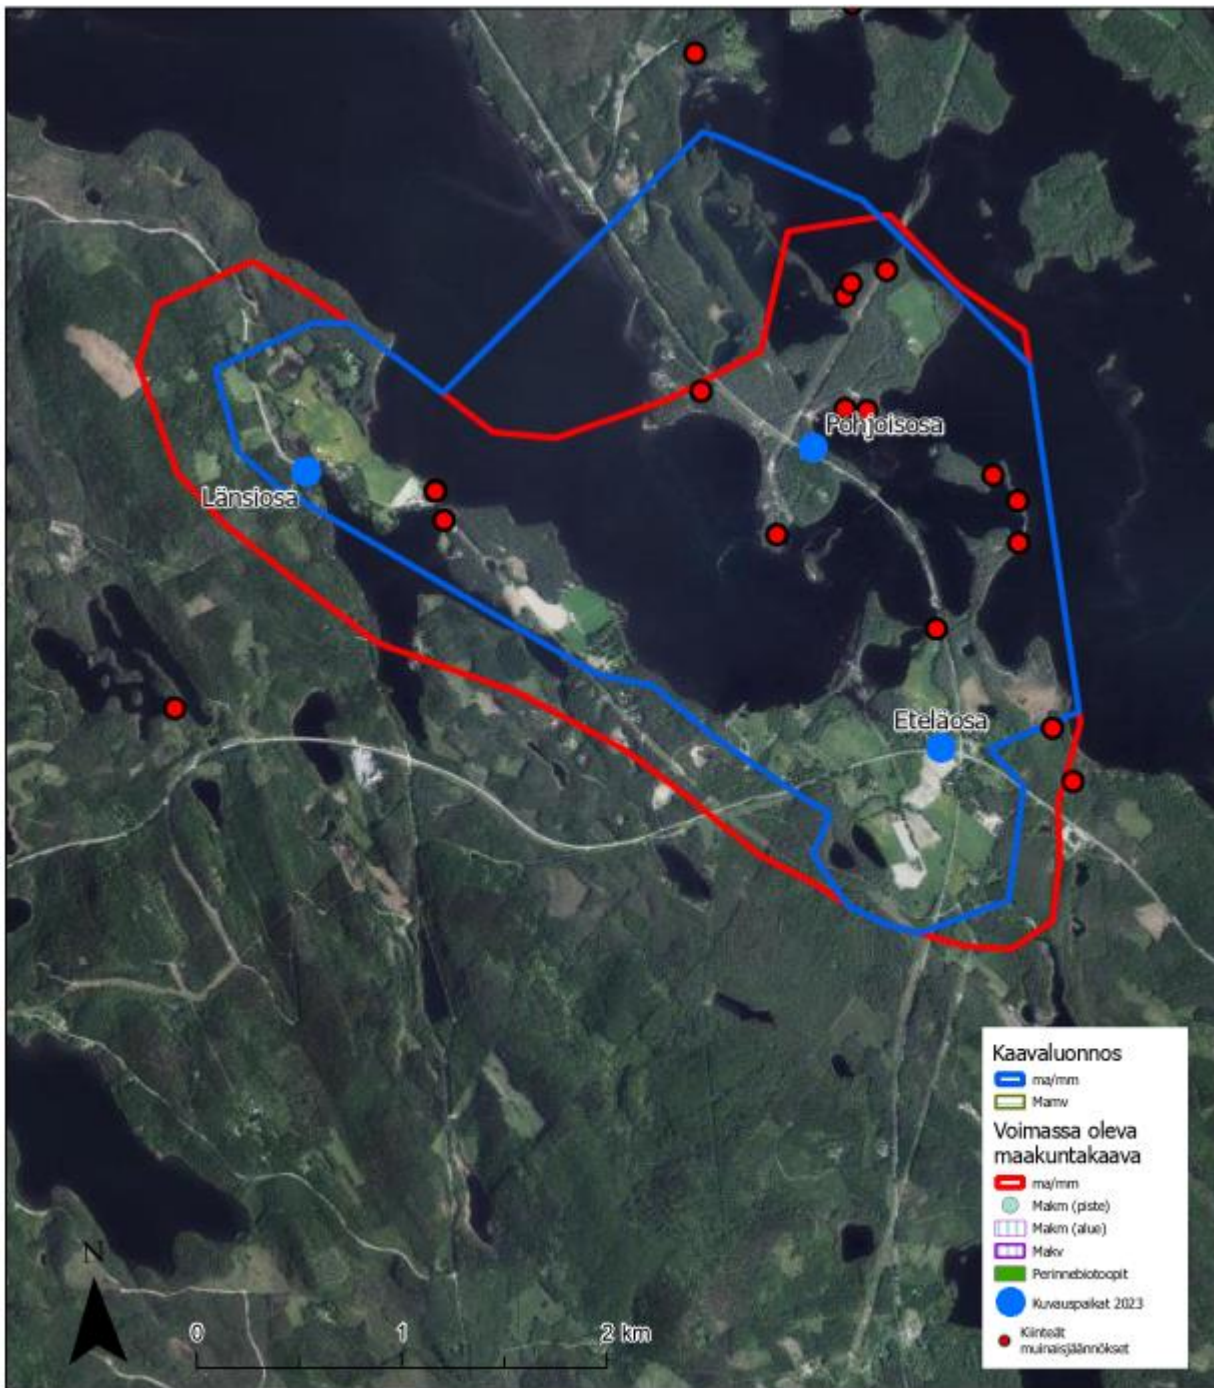 Pohjoisosa
Länsiosa
Eteläosa
Kaavaluonnos
ma/mm
Mamv
Voimassa oleva
maakuntakaava
ma/mm
Makm (piste)
Makm (alue)
Makv
Perinnebiotoopit
Kuvauspaikat 2023
Kiinteät
muinaisjäännökset
N
0 1 2 km